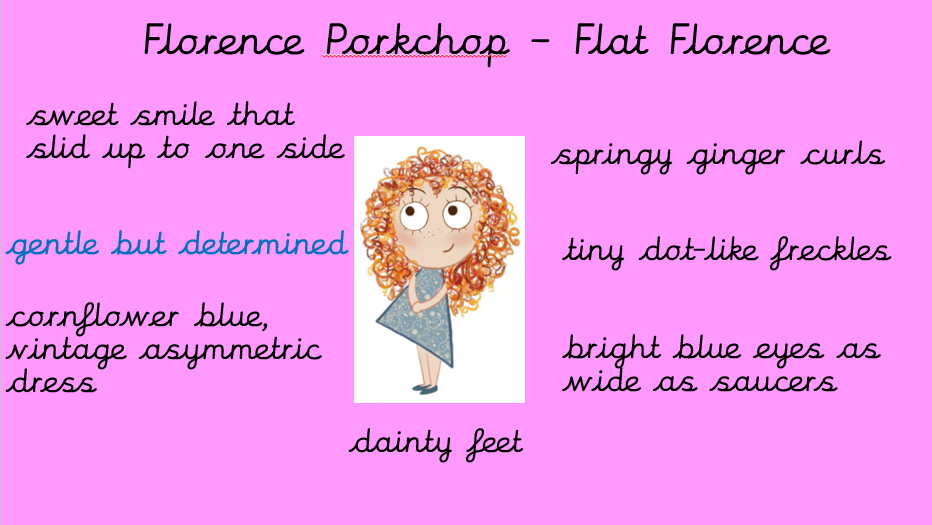 Florence Porkchop – Flat Florence
sweet smile that
slid up to one side
springy ginger curls
gentle but determined
tiny dot-like freckles
cornflower blue,
vintage asymmetric
dress
bright blue eyes as
wide as saucers
dainty feet